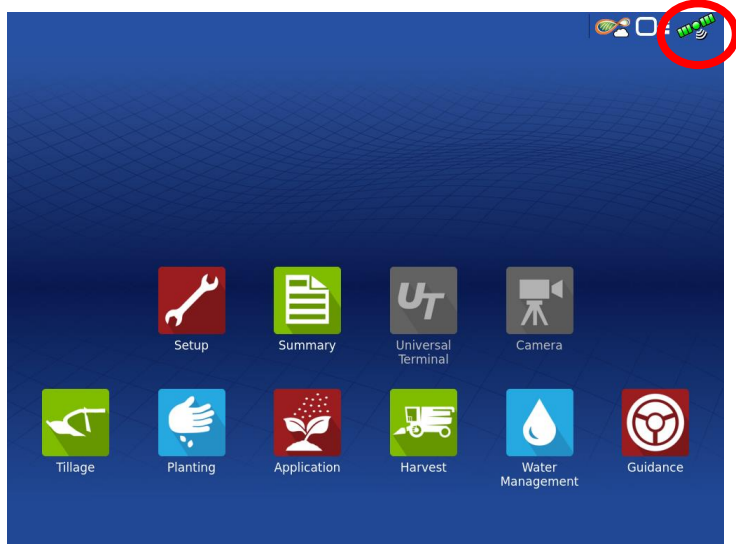 UT
Setup
Summary
Universal
Terminal
Camera
Tillage
Planting
Application
Harvest
Water
Management
Guidance